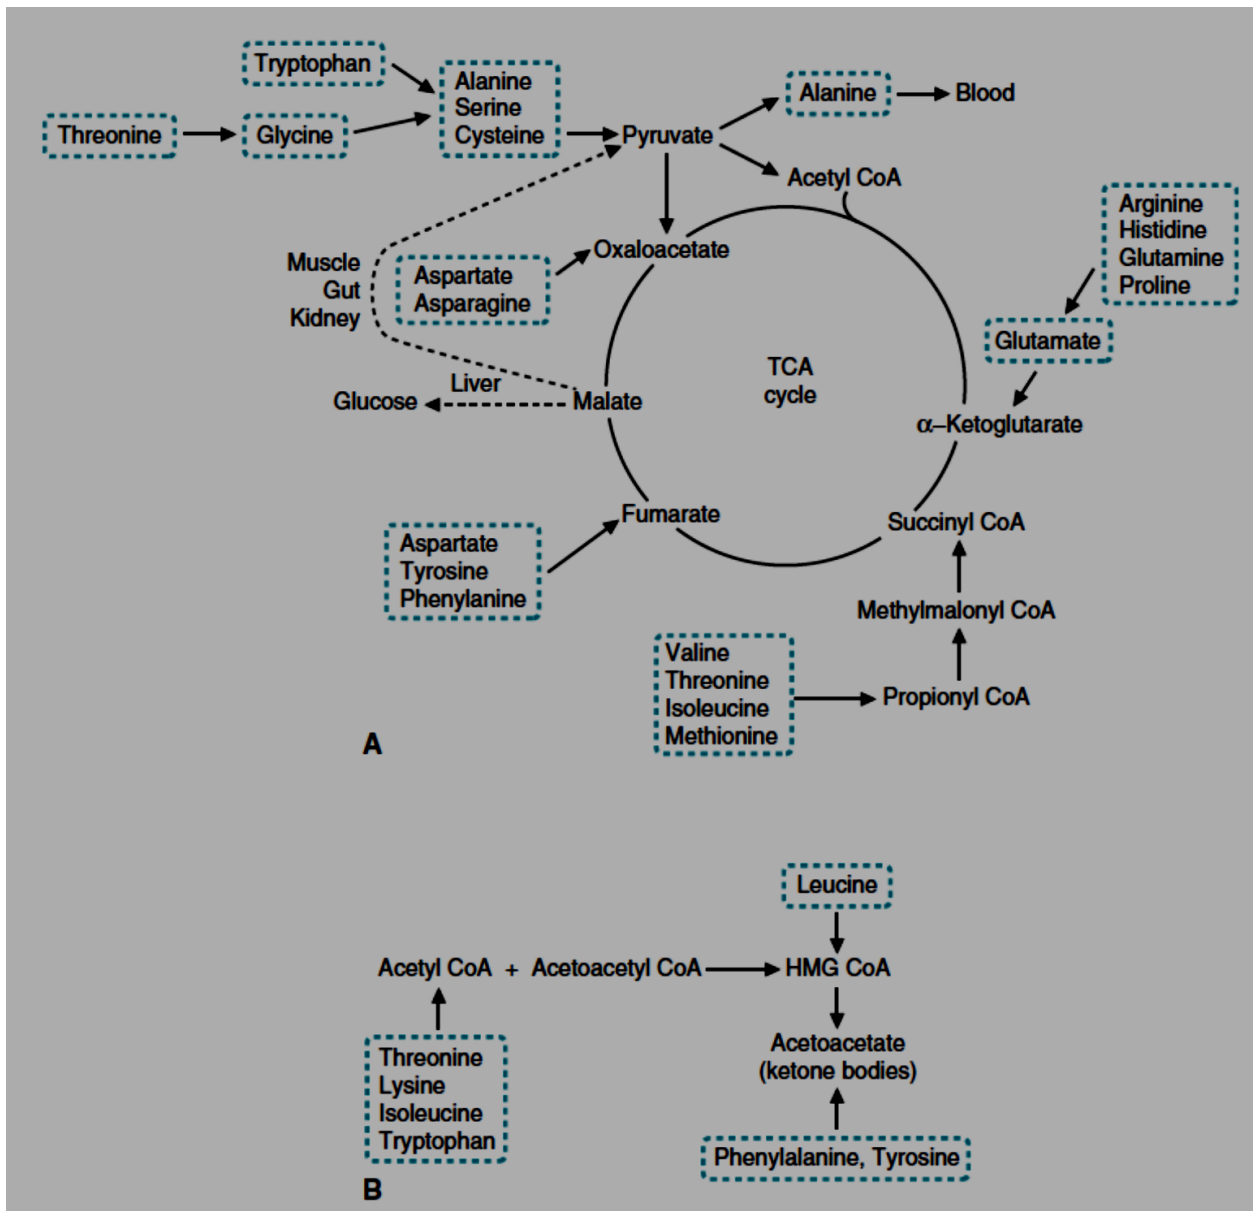 Tryptophan
Alanine
Serine
Cysteine
Threonine
Glycine
Pyruvate
Alanine
Blood
Acetyl CoA
Arginine
Histidine
Glutamine
Proline
Oxaloacetate
Muscle
Gut
Kidney
Aspartate
Asparagine
Glutamate
TCA
cycle
Liver
Glucose
Malate
α–Ketoglutarate
Fumarate
Succinyl CoA
Aspartate
Tyrosine
Phenylanine
Methylmalonyl CoA
Valine
Threonine
Isoleucine
Methionine
Propionyl CoA
A
Leucine
Acetyl CoA + Acetoacetyl CoA
HMG CoA
Acetoacetate
(ketone bodies)
Threonine
Lysine
Isoleucine
Tryptophan
Phenylalanine, Tyrosine
B